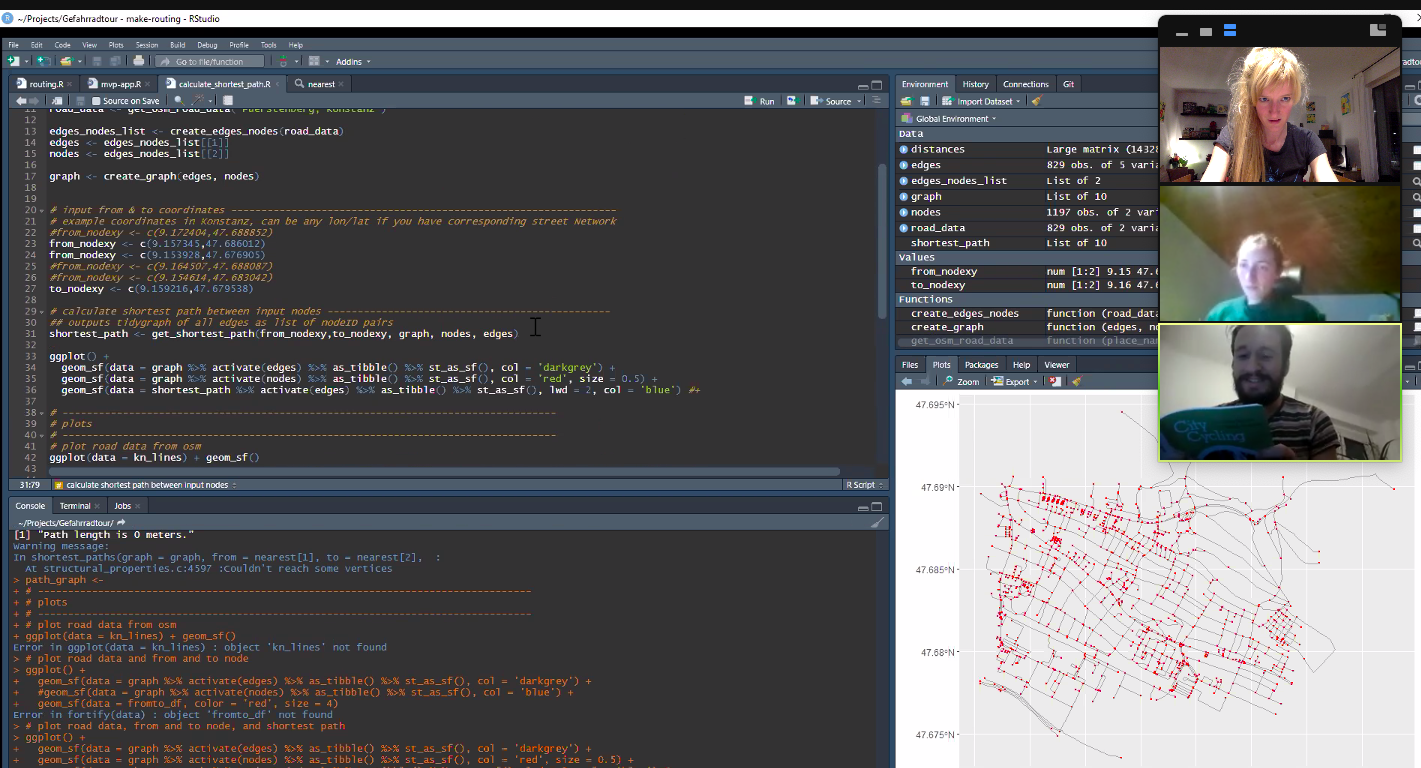 ~/Projects/Gefahrradtour - make-routing - RStudio
File Edit Code View Plots Session Build Debug Profile Tools Help
Go to file/function Addins
routing.R mvp-app.R calculate_shortest_path.R nearest
Source on Save Run Source
11 road_data <- get_osm_road_data("Fuerstenberg, Konstanz")
12
13 edges_nodes_list <- create_edges_nodes(road_data)
14 edges <- edges_nodes_list[[1]]
15 nodes <- edges_nodes_list[[2]]
16
17 graph <- create_graph(edges, nodes)
18
19
20 # input from & to coordinates ----------------------------------------------------------------
21 # example coordinates in Konstanz, can be any lon/lat if you have corresponding street Network
22 #from_nodexy <- c(9.172404,47.688852)
23 from_nodexy <- c(9.157345,47.686012)
24 from_nodexy <- c(9.153928,47.676905)
25 #from_nodexy <- c(9.164507,47.688087)
26 #from_nodexy <- c(9.154614,47.683042)
27 to_nodexy <- c(9.159216,47.679538)
28
29 # calculate shortest path between input nodes -----------------------------------------------
30 ## outputs tidygraph of all edges as list of nodeID pairs
31 shortest_path <- get_shortest_path(from_nodexy,to_nodexy, graph, nodes, edges)
32
33 ggplot() +
34 geom_sf(data = graph %>% activate(edges) %>% as_tibble() %>% st_as_sf(), col = 'darkgrey') +
35 geom_sf(data = graph %>% activate(nodes) %>% as_tibble() %>% st_as_sf(), col = 'red', size = 0.5) +
36 geom_sf(data = shortest_path %>% activate(edges) %>% as_tibble() %>% st_as_sf(), lwd = 2, col = 'blue') #+
37
38 # ---------------------------------------------------------------------------------
39 # plots
40 # ---------------------------------------------------------------------------------
41 # plot road data from osm
42 ggplot(data = kn_lines) + geom_sf()
43
31:79 calculate shortest path between input nodes R Script
Console Terminal Jobs
~/Projects/Gefahrradtour/
[1] "Path length is 0 meters."
Warning message:
In shortest_paths(graph = graph, from = nearest[1], to = nearest[2], :
At structural_properties.c:4597 :Couldn't reach some vertices
> path_graph <-
+ # ---------------------------------------------------------------------------------
+ # plots
+ # ---------------------------------------------------------------------------------
+ # plot road data from osm
+ ggplot(data = kn_lines) + geom_sf()
Error in ggplot(data = kn_lines) : object 'kn_lines' not found
> # plot road data and from and to node
> ggplot() +
+ geom_sf(data = graph %>% activate(edges) %>% as_tibble() %>% st_as_sf(), col = 'darkgrey') +
+ #geom_sf(data = graph %>% activate(nodes) %>% as_tibble() %>% st_as_sf(), col = 'blue') +
+ geom_sf(data = fromto_df, color = 'red', size = 4)
Error in fortify(data) : object 'fromto_df' not found
> # plot road data, from and to node, and shortest path
> ggplot() +
+ geom_sf(data = graph %>% activate(edges) %>% as_tibble() %>% st_as_sf(), col = 'darkgrey') +
+ geom_sf(data = graph %>% activate(nodes) %>% as_tibble() %>% st_as_sf(), col = 'red', size = 0.5) +
Environment History Connections Git
Import Dataset
Global Environment
Data
distances Large matrix (14328
edges 829 obs. of 5 vari
edges_nodes_list List of 2
graph List of 10
nodes 1197 obs. of 2 var
road_data 829 obs. of 2 vari
shortest_path List of 10
Values
from_nodexy num [1:2] 9.15 47.6
to_nodexy num [1:2] 9.16 47.6
Functions
create_edges_nodes function (road_data
create_graph function (edges, n
get_osm_road_data function (place_nam
Files Plots Packages Help Viewer
Zoom Export
47.695°N
47.69°N
47.685°N
47.68°N
47.675°N
City
Cycling